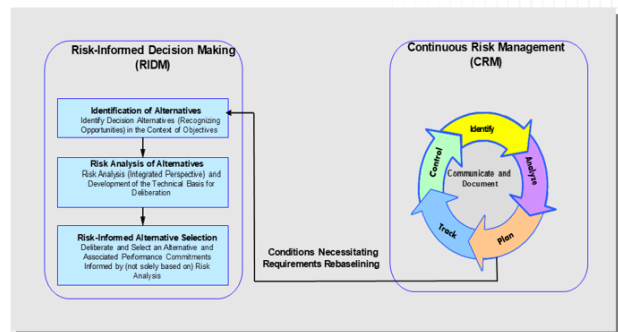 Risk-Informed Decision Making
(RIDM)
Identification of Alternatives
Identify Decision Alternatives (Recognizing
Opportunities) in the Context of Objectives
Risk Analysis of Alternatives
Risk Analysis (Integrated Perspective) and
Development of the Technical Basis for
Deliberation
Risk-Informed Alternative Selection
Deliberate and Select an Alternative and
Associated Performance Commitments
Informed by (not solely based on) Risk
Analysis
Conditions Necessitating
Requirements Rebaselining
Continuous Risk Management
(CRM)
Identify
Analyze
Plan
Track
Control
Communicate and
Document